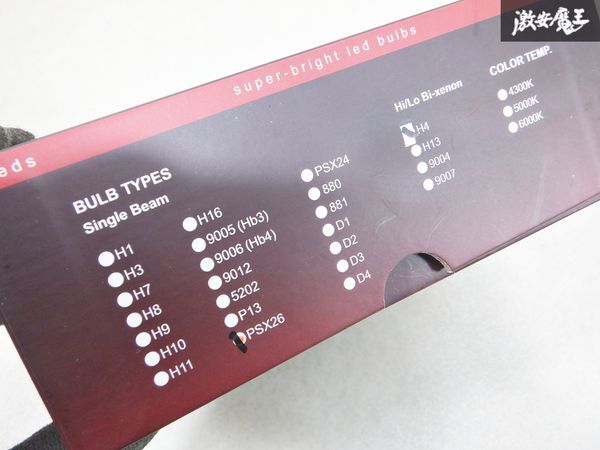 激安魔王
super-bright led bulbs
eds
BULB TYPES
Single Beam
H1
H3
H7
H8
H9
H10
H11
H16
9005 (Hb3)
9006 (Hb4)
9012
5202
P13
PSX26
PSX24
880
881
D1
D2
D3
D4
Hi/Lo Bi-xenon
H4
H13
9004
9007
COLOR TEMP.
4300K
5000K
6000K